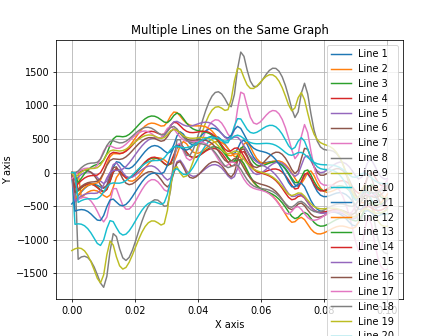 Multiple Lines on the Same Graph
Y axis
1500
1000
500
0
−500
−1000
−1500
0.00
0.02
0.04
0.06
0.08
X axis
Line 1
Line 2
Line 3
Line 4
Line 5
Line 6
Line 7
Line 8
Line 9
Line 10
Line 11
Line 12
Line 13
Line 14
Line 15
Line 16
Line 17
Line 18
Line 19
Line 20